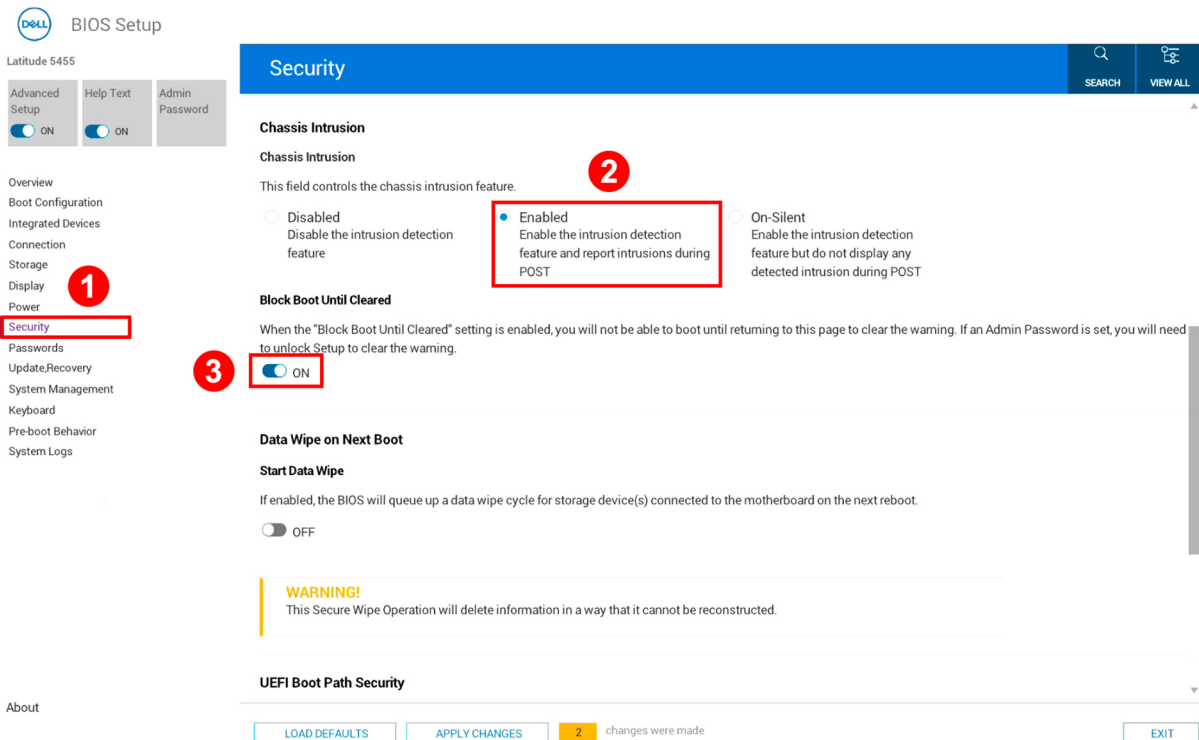 DELL BIOS Setup
Latitude 5455
Advanced
Setup
ON
Help Text
ON
Admin
Password
Security
SEARCH
VIEW ALL
Overview
Boot Configuration
Integrated Devices
Connection
Storage
Display
Power
Security
Passwords
Update,Recovery
System Management
Keyboard
Pre-boot Behavior
System Logs
About
1
Chassis Intrusion
Chassis Intrusion
This field controls the chassis intrusion feature.
2
Disabled
Disable the intrusion detection
feature
Enabled
Enable the intrusion detection
feature and report intrusions during
POST
On-Silent
Enable the intrusion detection
feature but do not display any
detected intrusion during POST
Block Boot Until Cleared
When the "Block Boot Until Cleared" setting is enabled, you will not be able to boot until returning to this page to clear the warning. If an Admin Password is set, you will need
to unlock Setup to clear the warning.
3
ON
Data Wipe on Next Boot
Start Data Wipe
If enabled, the BIOS will queue up a data wipe cycle for storage device(s) connected to the motherboard on the next reboot.
OFF
WARNING!
This Secure Wipe Operation will delete information in a way that it cannot be reconstructed.
UEFI Boot Path Security
LOAD DEFAULTS
APPLY CHANGES
2 changes were made
EXIT